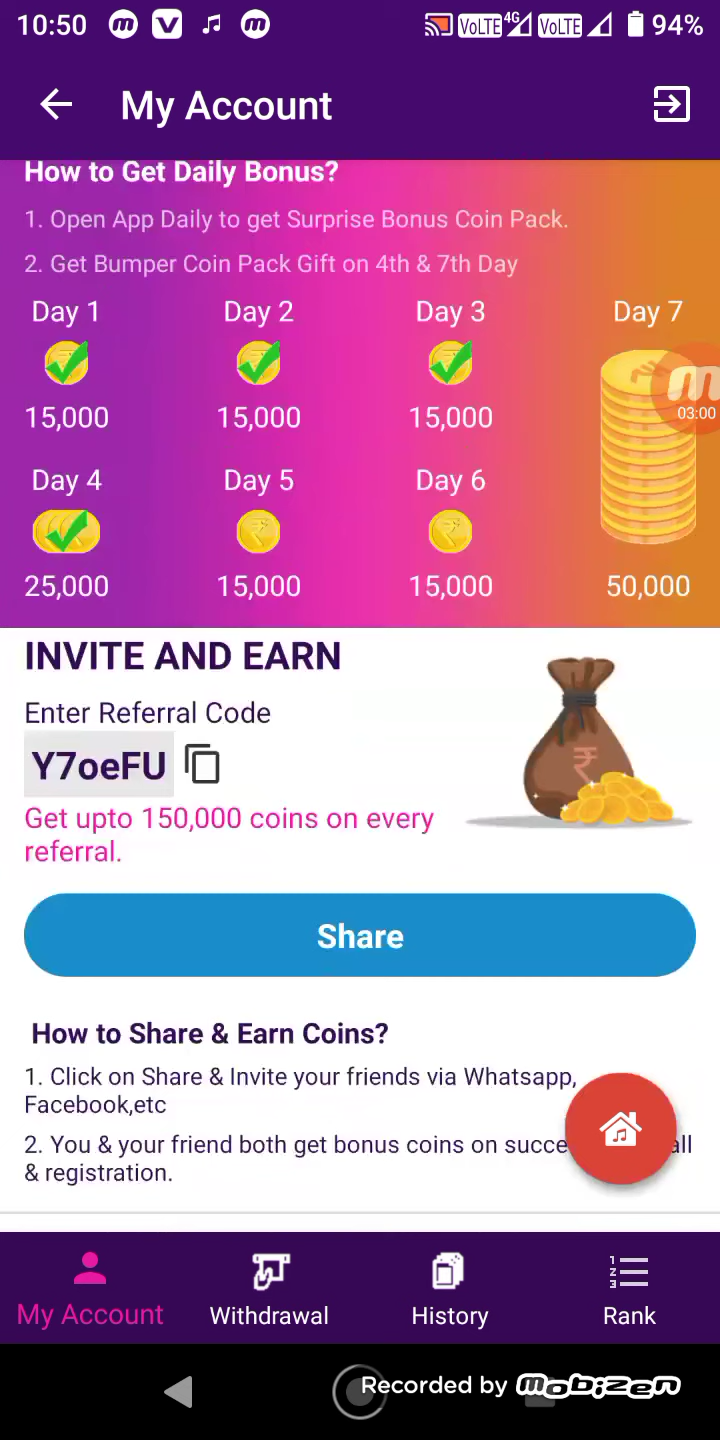 10:50
VoLTE 4G VoLTE 94%
My Account
How to Get Daily Bonus?
1. Open App Daily to get Surprise Bonus Coin Pack.
2. Get Bumper Coin Pack Gift on 4th & 7th Day
Day 1 Day 2 Day 3 Day 7
03:00
15,000 15,000 15,000
Day 4 Day 5 Day 6
25,000 15,000 15,000 50,000
INVITE AND EARN
Enter Referral Code
Y7oeFU
Get upto 150,000 coins on every
referral.
Share
How to Share & Earn Coins?
1. Click on Share & Invite your friends via Whatsapp,
Facebook,etc
2. You & your friend both get bonus coins on
& registration.
My Account Withdrawal History Rank
Recorded by mobizen